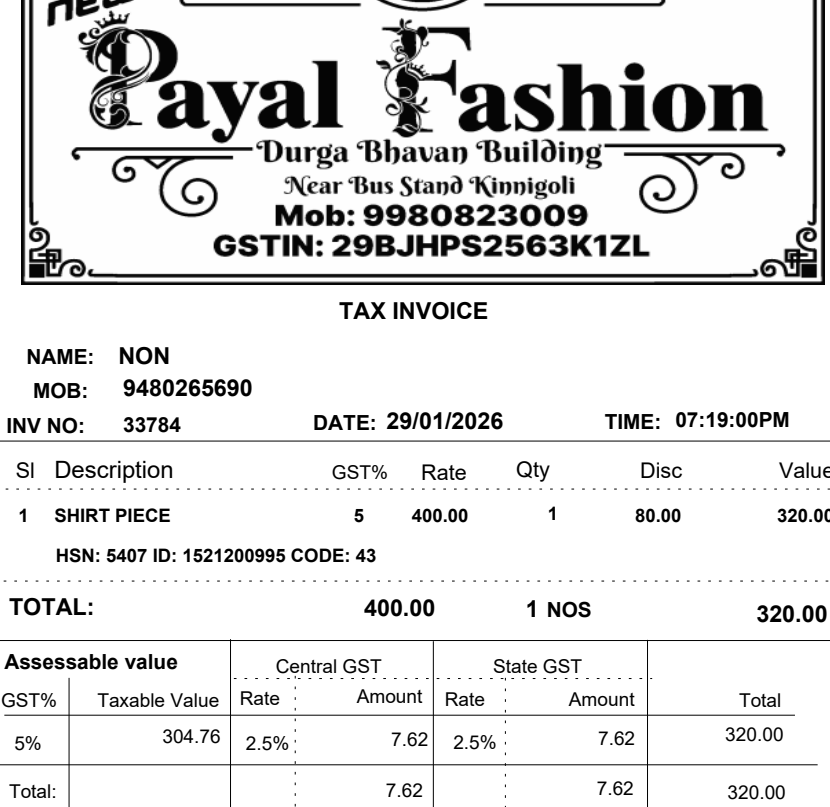 new
Payal Fashion
Durga Bhavan Building
Near Bus Stand Kinnigoli
Mob: 9980823009
GSTIN: 29BJHPS2563K1ZL
TAX INVOICE
NAME: NON
MOB: 9480265690
INV NO: 33784 DATE: 29/01/2026 TIME: 07:19:00PM
Sl Description GST% Rate Qty Disc Value
1 SHIRT PIECE 5 400.00 1 80.00 320.00
HSN: 5407 ID: 1521200995 CODE: 43
TOTAL: 400.00 1 NOS 320.00
Assessable value Central GST State GST
GST% Taxable Value Rate Amount Rate Amount Total
5% 304.76 2.5% 7.62 2.5% 7.62 320.00
Total: 7.62 7.62 320.00